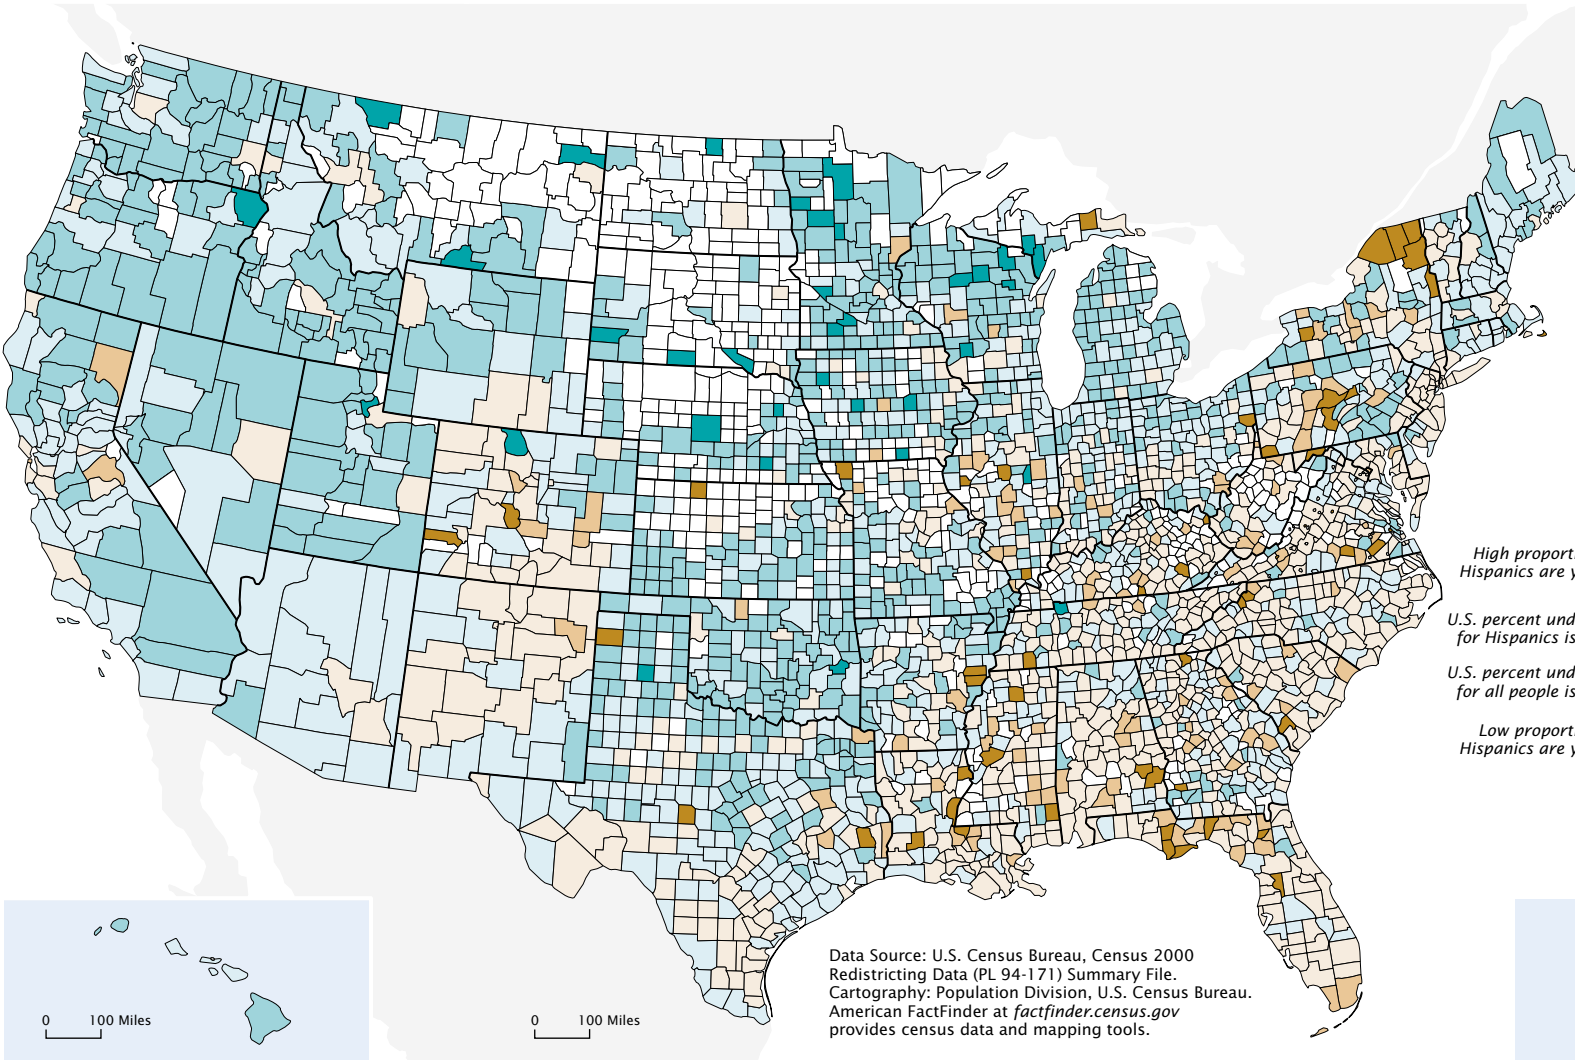 High proport
Hispanics are y
U.S. percent und
for Hispanics is
U.S. percent und
for all people is
Low proport
Hispanics are y
Data Source: U.S. Census Bureau, Census 2000
Redistricting Data (PL 94-171) Summary File.
Cartography: Population Division, U.S. Census Bureau.
American FactFinder at factfinder.census.gov
provides census data and mapping tools.
0 100 Miles
0 100 Miles